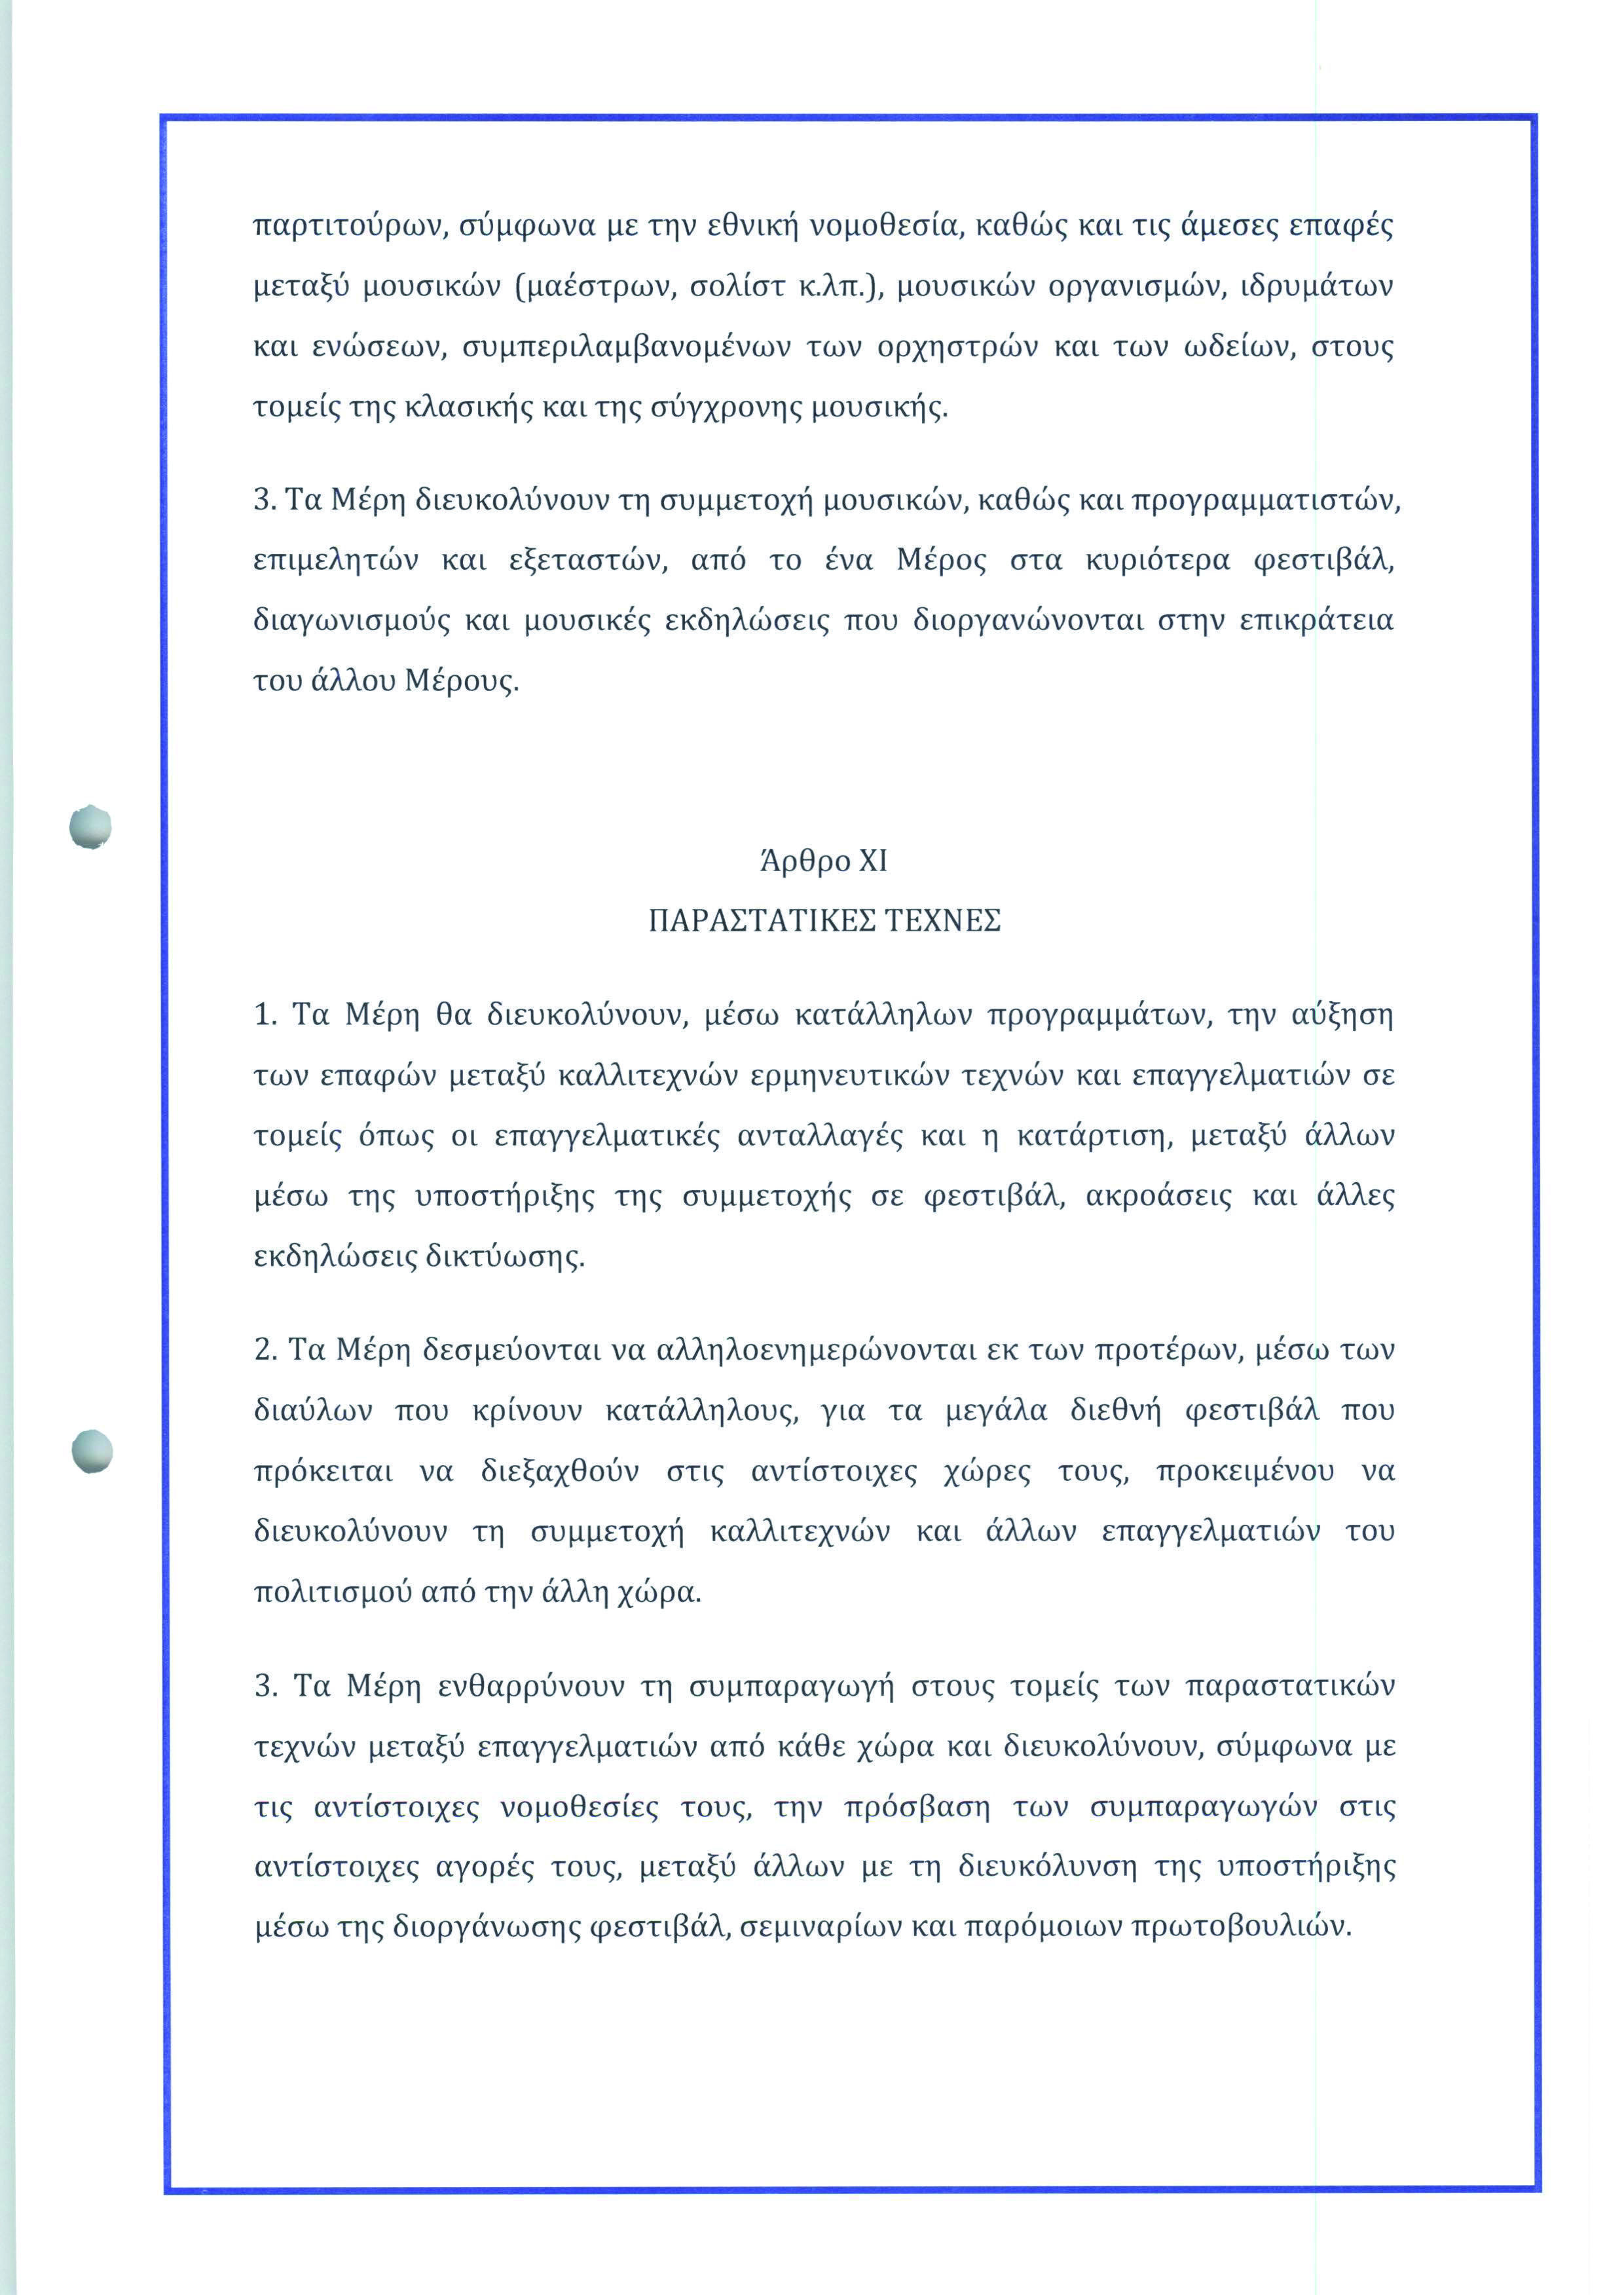 παρτιτούρων, σύμφωνα με την εθνική νομοθεσία, καθώς και τις άμεσες επαφές
μεταξύ μουσικών (μαέστρων, σολίστ κ.λπ.), μουσικών οργανισμών, ιδρυμάτων
και ενώσεων, συμπεριλαμβανομένων των ορχηστρών και των ωδείων, στους
τομείς της κλασικής και της σύγχρονης μουσικής.
3. Τα Μέρη διευκολύνουν τη συμμετοχή μουσικών, καθώς και προγραμματιστών,
επιμελητών και εξεταστών, από το ένα Μέρος στα κυριότερα φεστιβάλ,
διαγωνισμούς και μουσικές εκδηλώσεις που διοργανώνονται στην επικράτεια
του άλλου Μέρους.
Άρθρο XI
ΠΑΡΑΣΤΑΤΙΚΕΣ ΤΕΧΝΕΣ
1. Τα Μέρη θα διευκολύνουν, μέσω κατάλληλων προγραμμάτων, την αύξηση
των επαφών μεταξύ καλλιτεχνών ερμηνευτικών τεχνών και επαγγελματιών σε
τομείς όπως οι επαγγελματικές ανταλλαγές και η κατάρτιση, μεταξύ άλλων
μέσω της υποστήριξης της συμμετοχής σε φεστιβάλ, ακροάσεις και άλλες
εκδηλώσεις δικτύωσης.
2. Τα Μέρη δεσμεύονται να αλληλοενημερώνονται εκ των προτέρων, μέσω των
διαύλων που κρίνουν κατάλληλους, για τα μεγάλα διεθνή φεστιβάλ που
πρόκειται να διεξαχθούν στις αντίστοιχες χώρες τους, προκειμένου να
διευκολύνουν τη συμμετοχή καλλιτεχνών και άλλων επαγγελματιών του
πολιτισμού από την άλλη χώρα.
3. Τα Μέρη ενθαρρύνουν τη συμπαραγωγή στους τομείς των παραστατικών
τεχνών μεταξύ επαγγελματιών από κάθε χώρα και διευκολύνουν, σύμφωνα με
τις αντίστοιχες νομοθεσίες τους, την πρόσβαση των συμπαραγωγών στις
αντίστοιχες αγορές τους, μεταξύ άλλων με τη διευκόλυνση της υποστήριξης
μέσω της διοργάνωσης φεστιβάλ, σεμιναρίων και παρόμοιων πρωτοβουλιών.